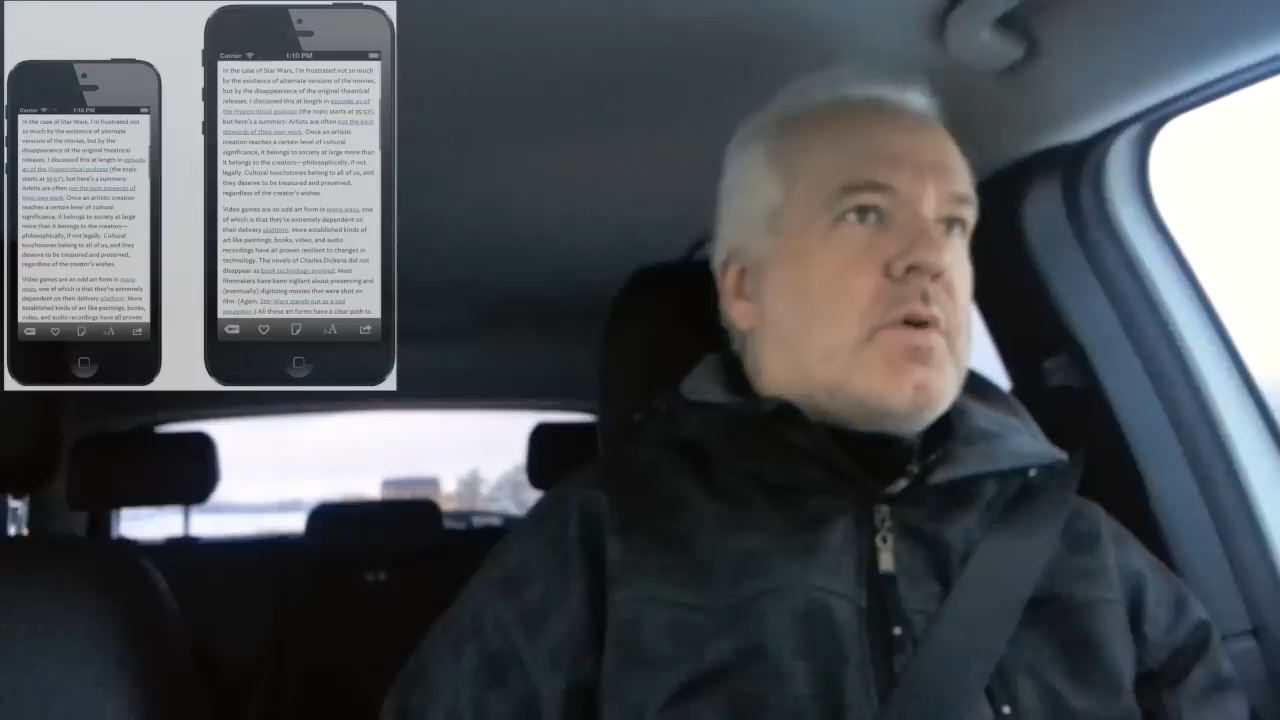 Carrier 1:10 PM
In the case of Star Wars, I'm frustrated not
so much by the existence of alternate
versions of the movies, but by the
disappearance of the original theatrical
releases. I discussed this at length in episode
as of the Hypercritical podcast (the topic
starts at 35:57), but here's a summary:
Artists are often not the best stewards of
their own work. Once an artistic creation
reaches a certain level of cultural
significance, it belongs to society at large
more than it belongs to the creators—
philosophically, if not legally. Cultural
touchstones belong to all of us, and they
deserve to be treasured and preserved,
regardless of the creator's wishes.
Video games are an odd art form in many
ways, one of which is that they're extremely
dependent on their delivery platform. More
established kinds of art like paintings, books,
video, and audio recordings have all proven
AA
Carrier 1:10 PM
In the case of Star Wars, I'm frustrated not so much
by the existence of alternate versions of the movies,
but by the disappearance of the original theatrical
releases. I discussed this at length in episode as of
the Hypercritical podcast (the topic starts at 35:57),
but here's a summary: Artists are often not the best
stewards of their own work. Once an artistic
creation reaches a certain level of cultural
significance, it belongs to society at large more than
it belongs to the creators—philosophically, if not
legally. Cultural touchstones belong to all of us, and
they deserve to be treasured and preserved,
regardless of the creator's wishes.
Video games are an odd art form in many ways, one
of which is that they're extremely dependent on
their delivery platform. More established kinds of
art like paintings, books, video, and audio
recordings have all proven resilient to changes in
technology. The novels of Charles Dickens did not
disappear as book technology evolved. Most
filmmakers have been vigilant about preserving and
(eventually) digitizing movies that were shot on
film. (Again, Star Wars stands out as a sad
exception.) All these art forms have a clear path to
AA